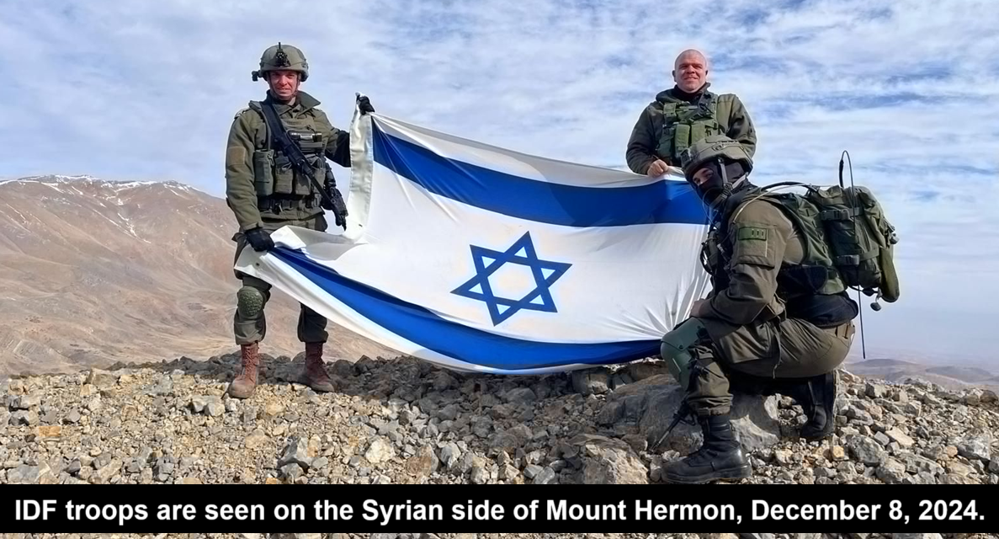 IDF troops are seen on the Syrian side of Mount Hermon, December 8, 2024.